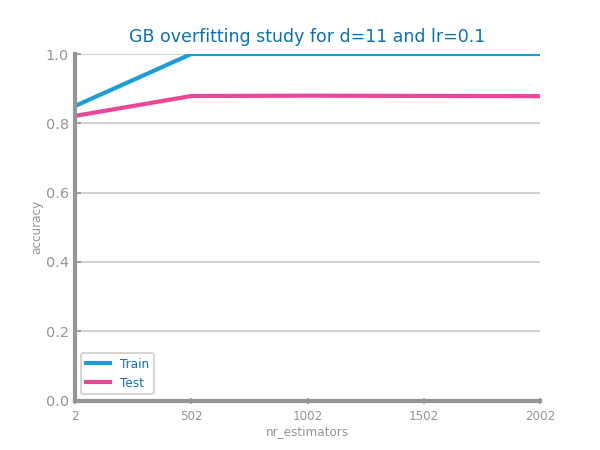 GB overfitting study for d=11 and lr=0.1
1.0
0.8
0.6
0.4
0.2
0.0
accuracy
Train
Test
2 502 1002 1502 2002
nr_estimators